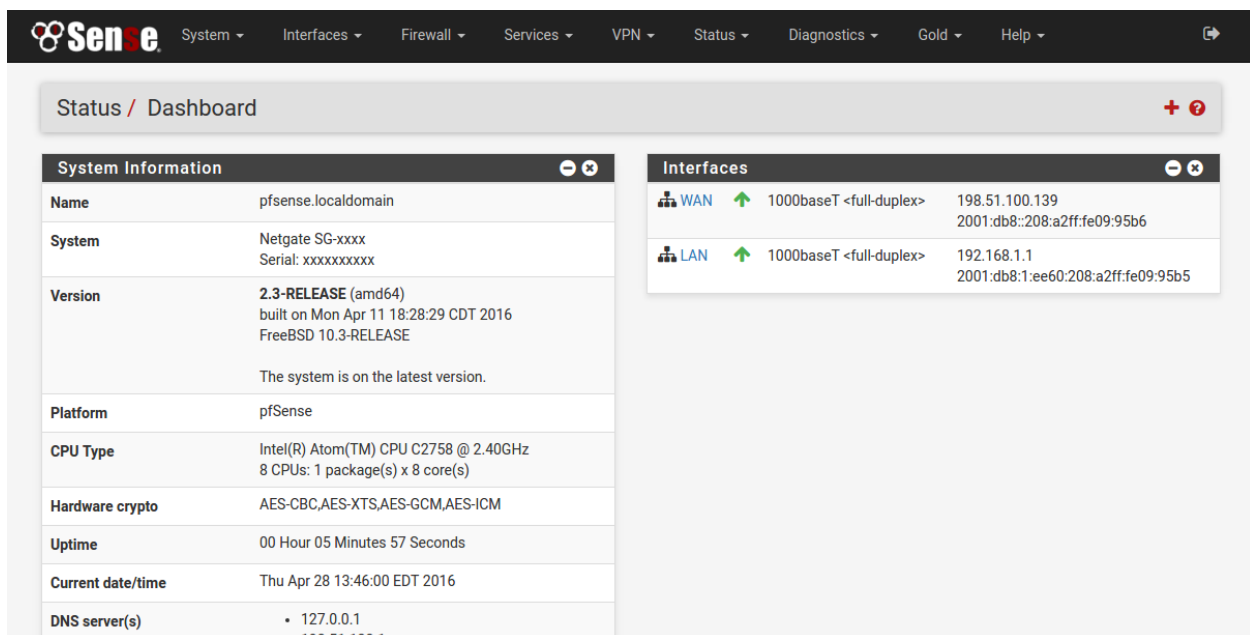 Sense
System
Interfaces
Firewall
Services
VPN
Status
Diagnostics
Gold
Help
Status / Dashboard
System Information
Name pfsense.localdomain
System Netgate SG-xxxx
Serial: xxxxxxxxxx
Version 2.3-RELEASE (amd64)
built on Mon Apr 11 18:28:29 CDT 2016
FreeBSD 10.3-RELEASE
The system is on the latest version.
Platform pfSense
CPU Type Intel(R) Atom(TM) CPU C2758 @ 2.40GHz
8 CPUs: 1 package(s) x 8 core(s)
Hardware crypto AES-CBC,AES-XTS,AES-GCM,AES-ICM
Uptime 00 Hour 05 Minutes 57 Seconds
Current date/time Thu Apr 28 13:46:00 EDT 2016
DNS server(s) • 127.0.0.1
Interfaces
WAN 1000baseT <full-duplex> 198.51.100.139
2001:db8::208:a2ff:fe09:95b6
LAN 1000baseT <full-duplex> 192.168.1.1
2001:db8:1:ee60:208:a2ff:fe09:95b5